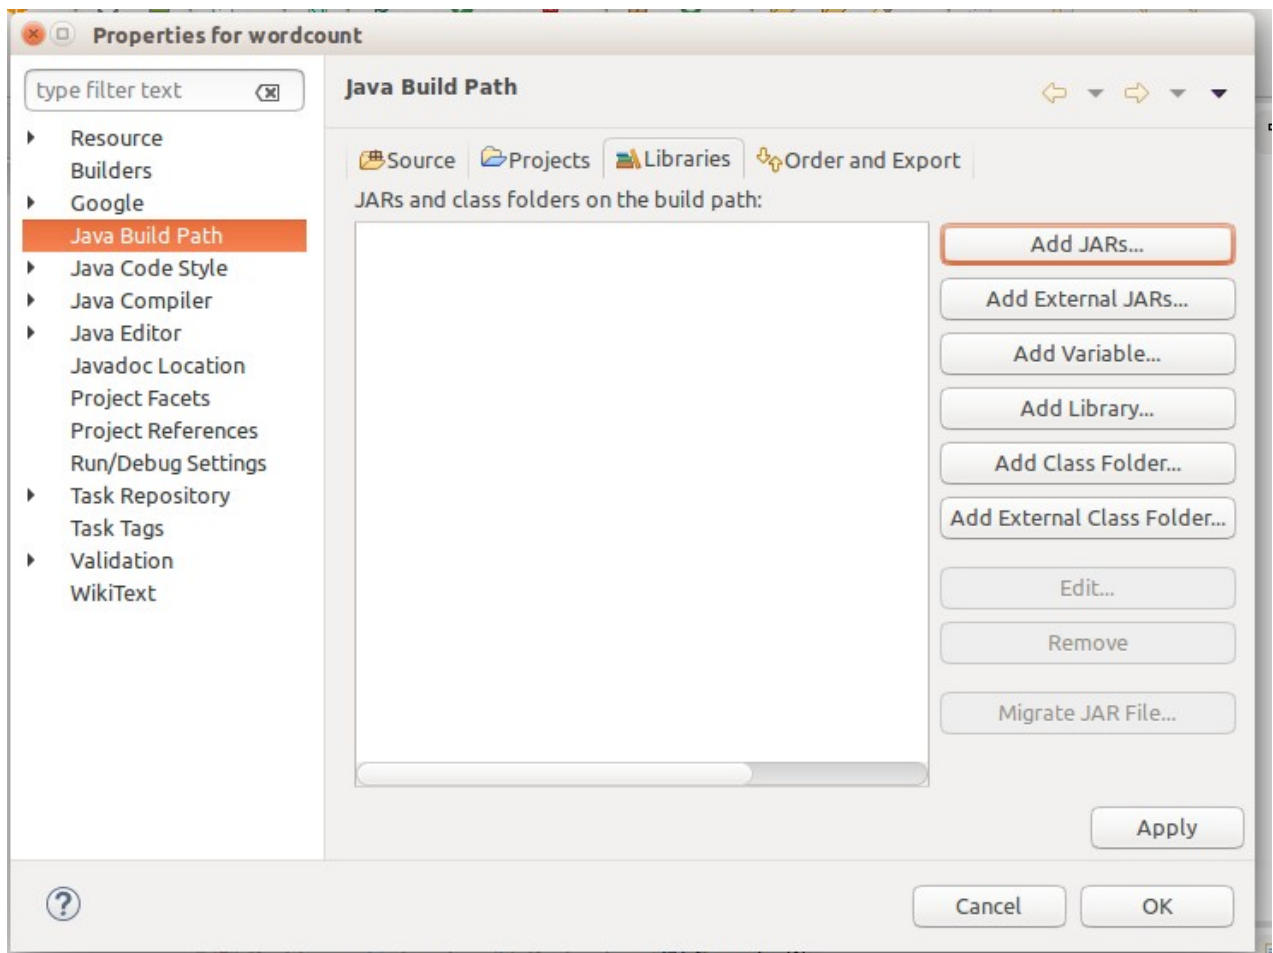 Properties for wordcount
type filter text
Java Build Path
Resource
Builders
Google
Java Build Path
Java Code Style
Java Compiler
Java Editor
Javadoc Location
Project Facets
Project References
Run/Debug Settings
Task Repository
Task Tags
Validation
WikiText
Source Projects Libraries Order and Export
JARs and class folders on the build path:
Add JARs...
Add External JARs...
Add Variable...
Add Library...
Add Class Folder...
Add External Class Folder...
Edit...
Remove
Migrate JAR File...
Apply
?
Cancel OK